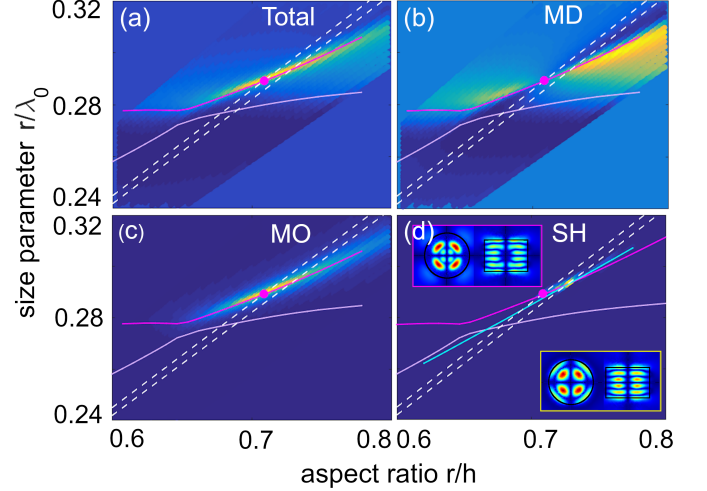 0.32
(a)
Total
(b)
MD
0.28
0.24
0.32
(c)
MO
(d)
SH
0.28
0.24
0.6
0.7
0.8
0.6
0.7
0.8
size parameter r/λ0
aspect ratio r/h